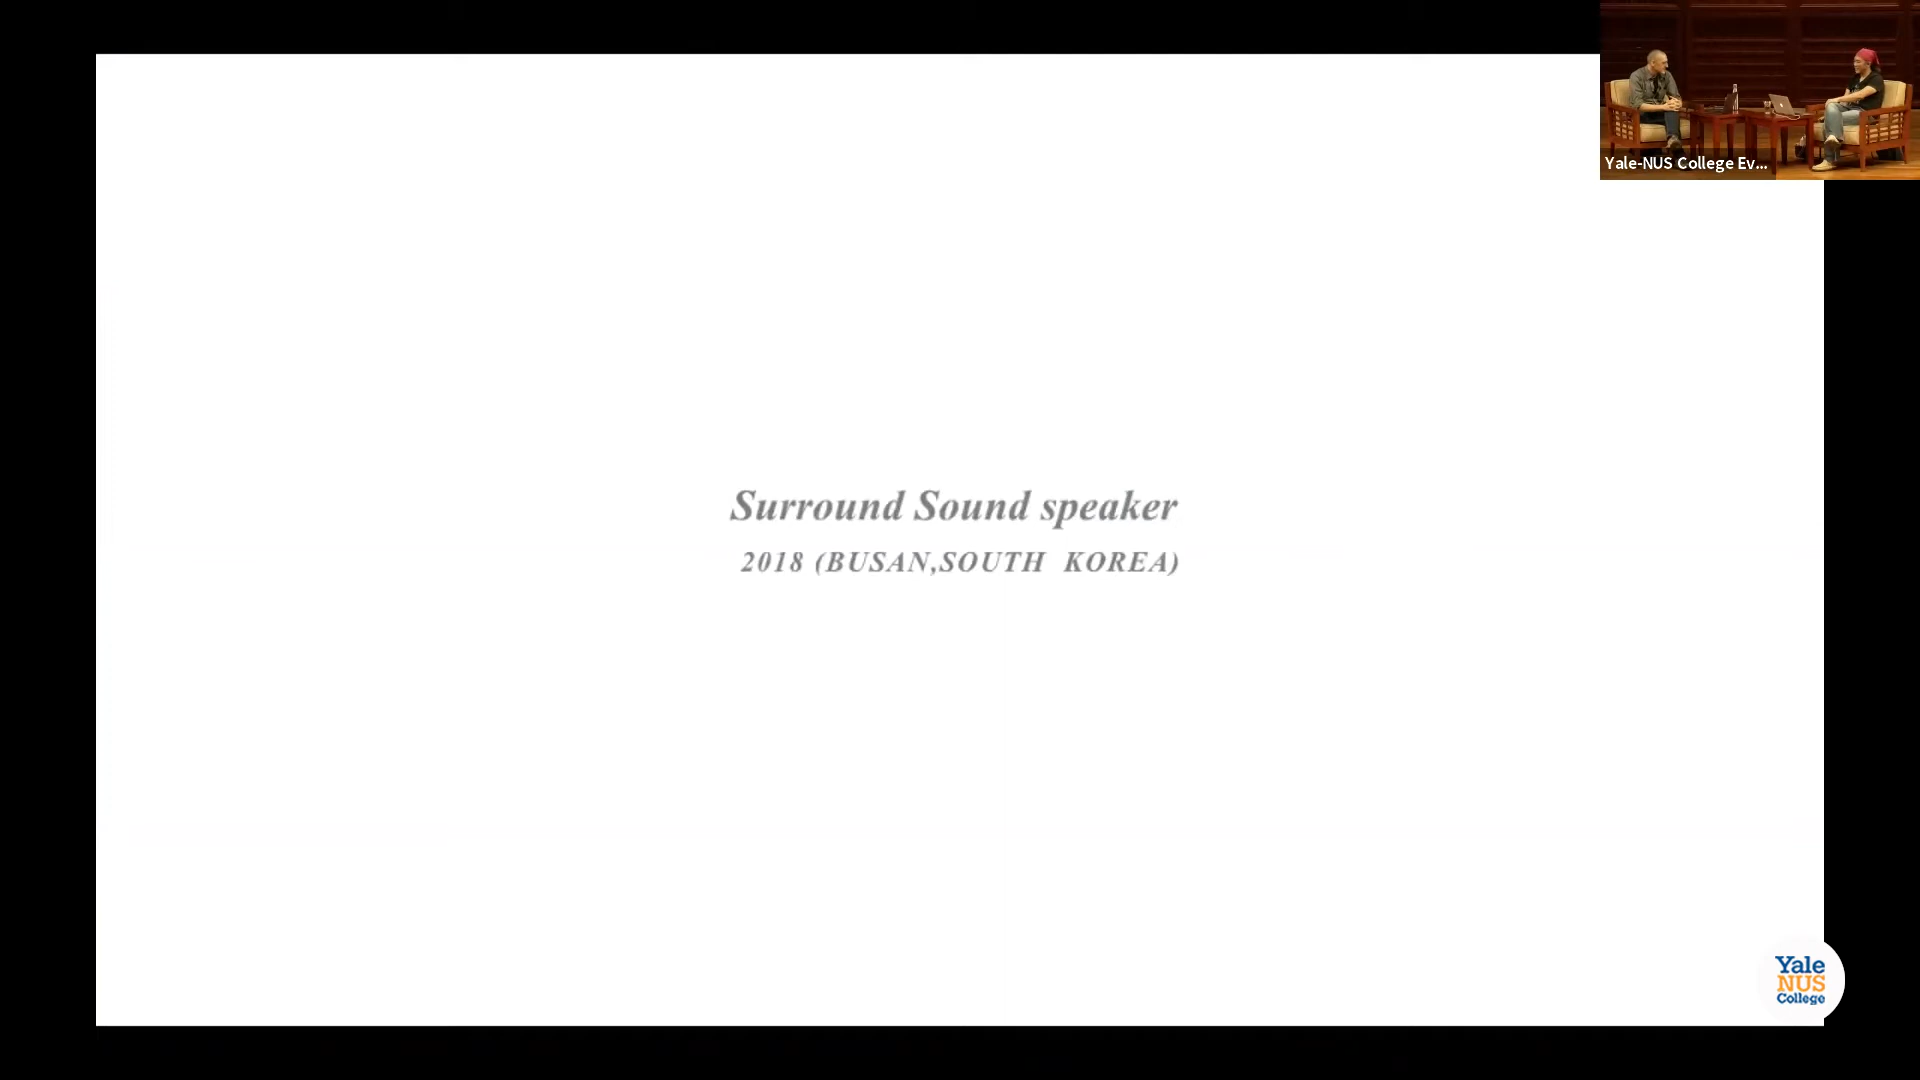 Yale-NUS College Ev...
Surround Sound speaker
2018 (BUSAN,SOUTH KOREA)
Yale
NUS
College